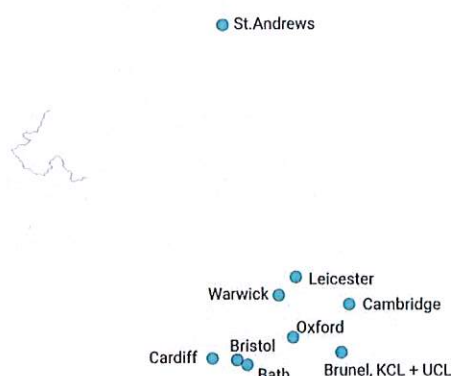 St.Andrews
Leicester
Warwick
Cambridge
Oxford
Bristol
Cardiff
Bath
Brunel, KCL + UCL